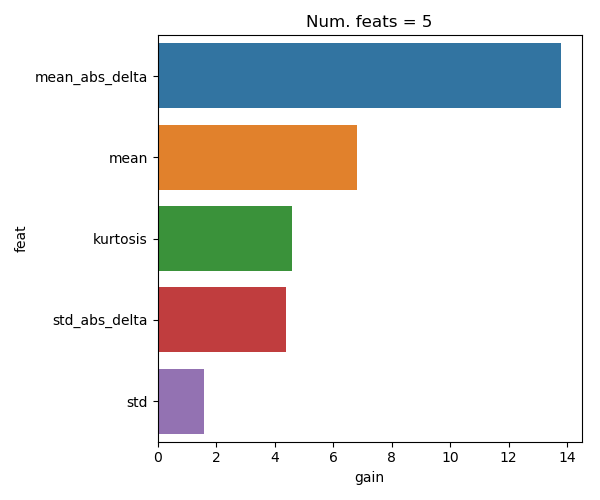 Num. feats = 5
mean_abs_delta
mean
kurtosis
std_abs_delta
std
feat
0 2 4 6 8 10 12 14
gain